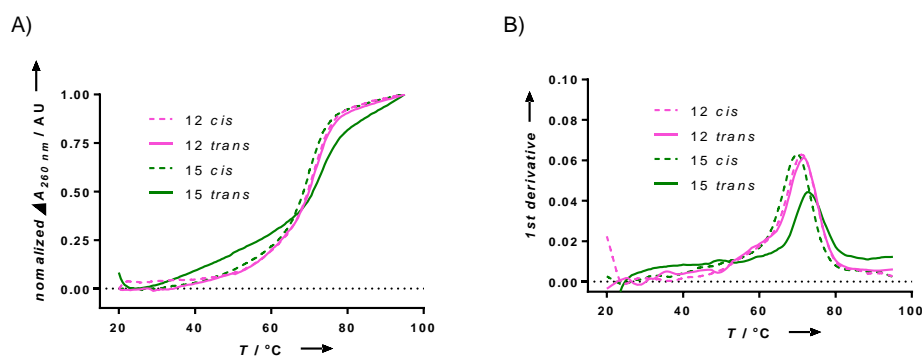 A)
normalized ΔA260 nm / AU
1.00
0.75
0.50
0.25
0.00
12 cis
12 trans
15 cis
15 trans
20
40
60
80
100
T / °C
B)
1st derivative
0.10
0.08
0.06
0.04
0.02
0.00
12 cis
12 trans
15 cis
15 trans
20
40
60
80
100
T / °C